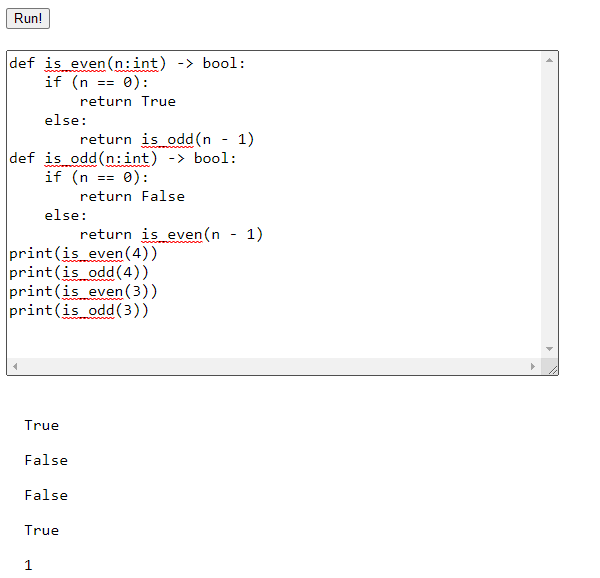 Run!
def is_even(n:int) -> bool:
    if (n == 0):
        return True
    else:
        return is_odd(n - 1)
def is_odd(n:int) -> bool:
    if (n == 0):
        return False
    else:
        return is_even(n - 1)
print(is_even(4))
print(is_odd(4))
print(is_even(3))
print(is_odd(3))
True
False
False
True
1